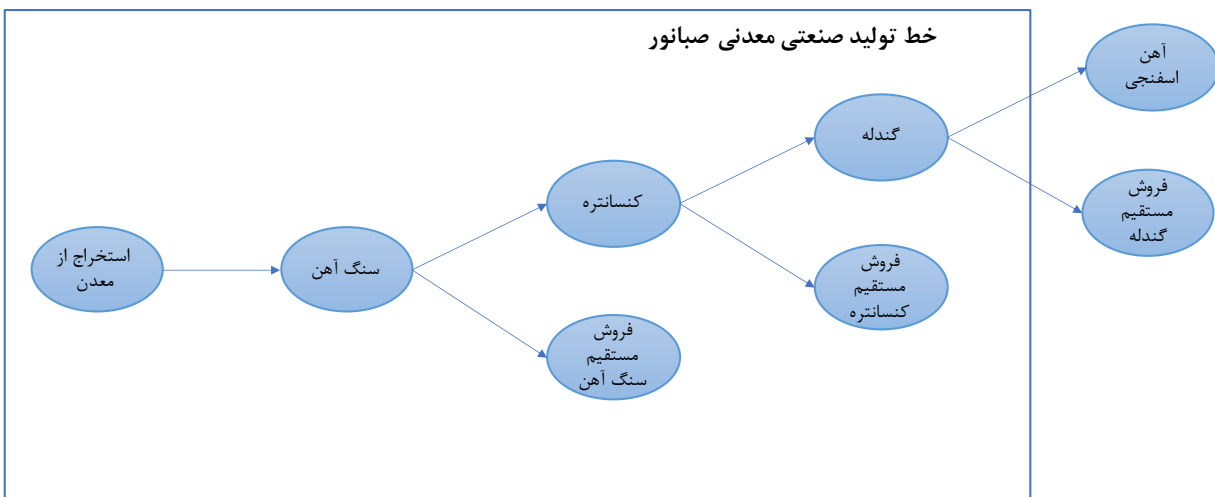 خط تولید صنعتی معدنی صبانور
استخراج از
معدن
سنگ آهن
کنسانتره
فروش
مستقیم
سنگ آهن
گندله
فروش
مستقیم
کنسانتره
آهن
اسفنجی
فروش
مستقیم
گندله